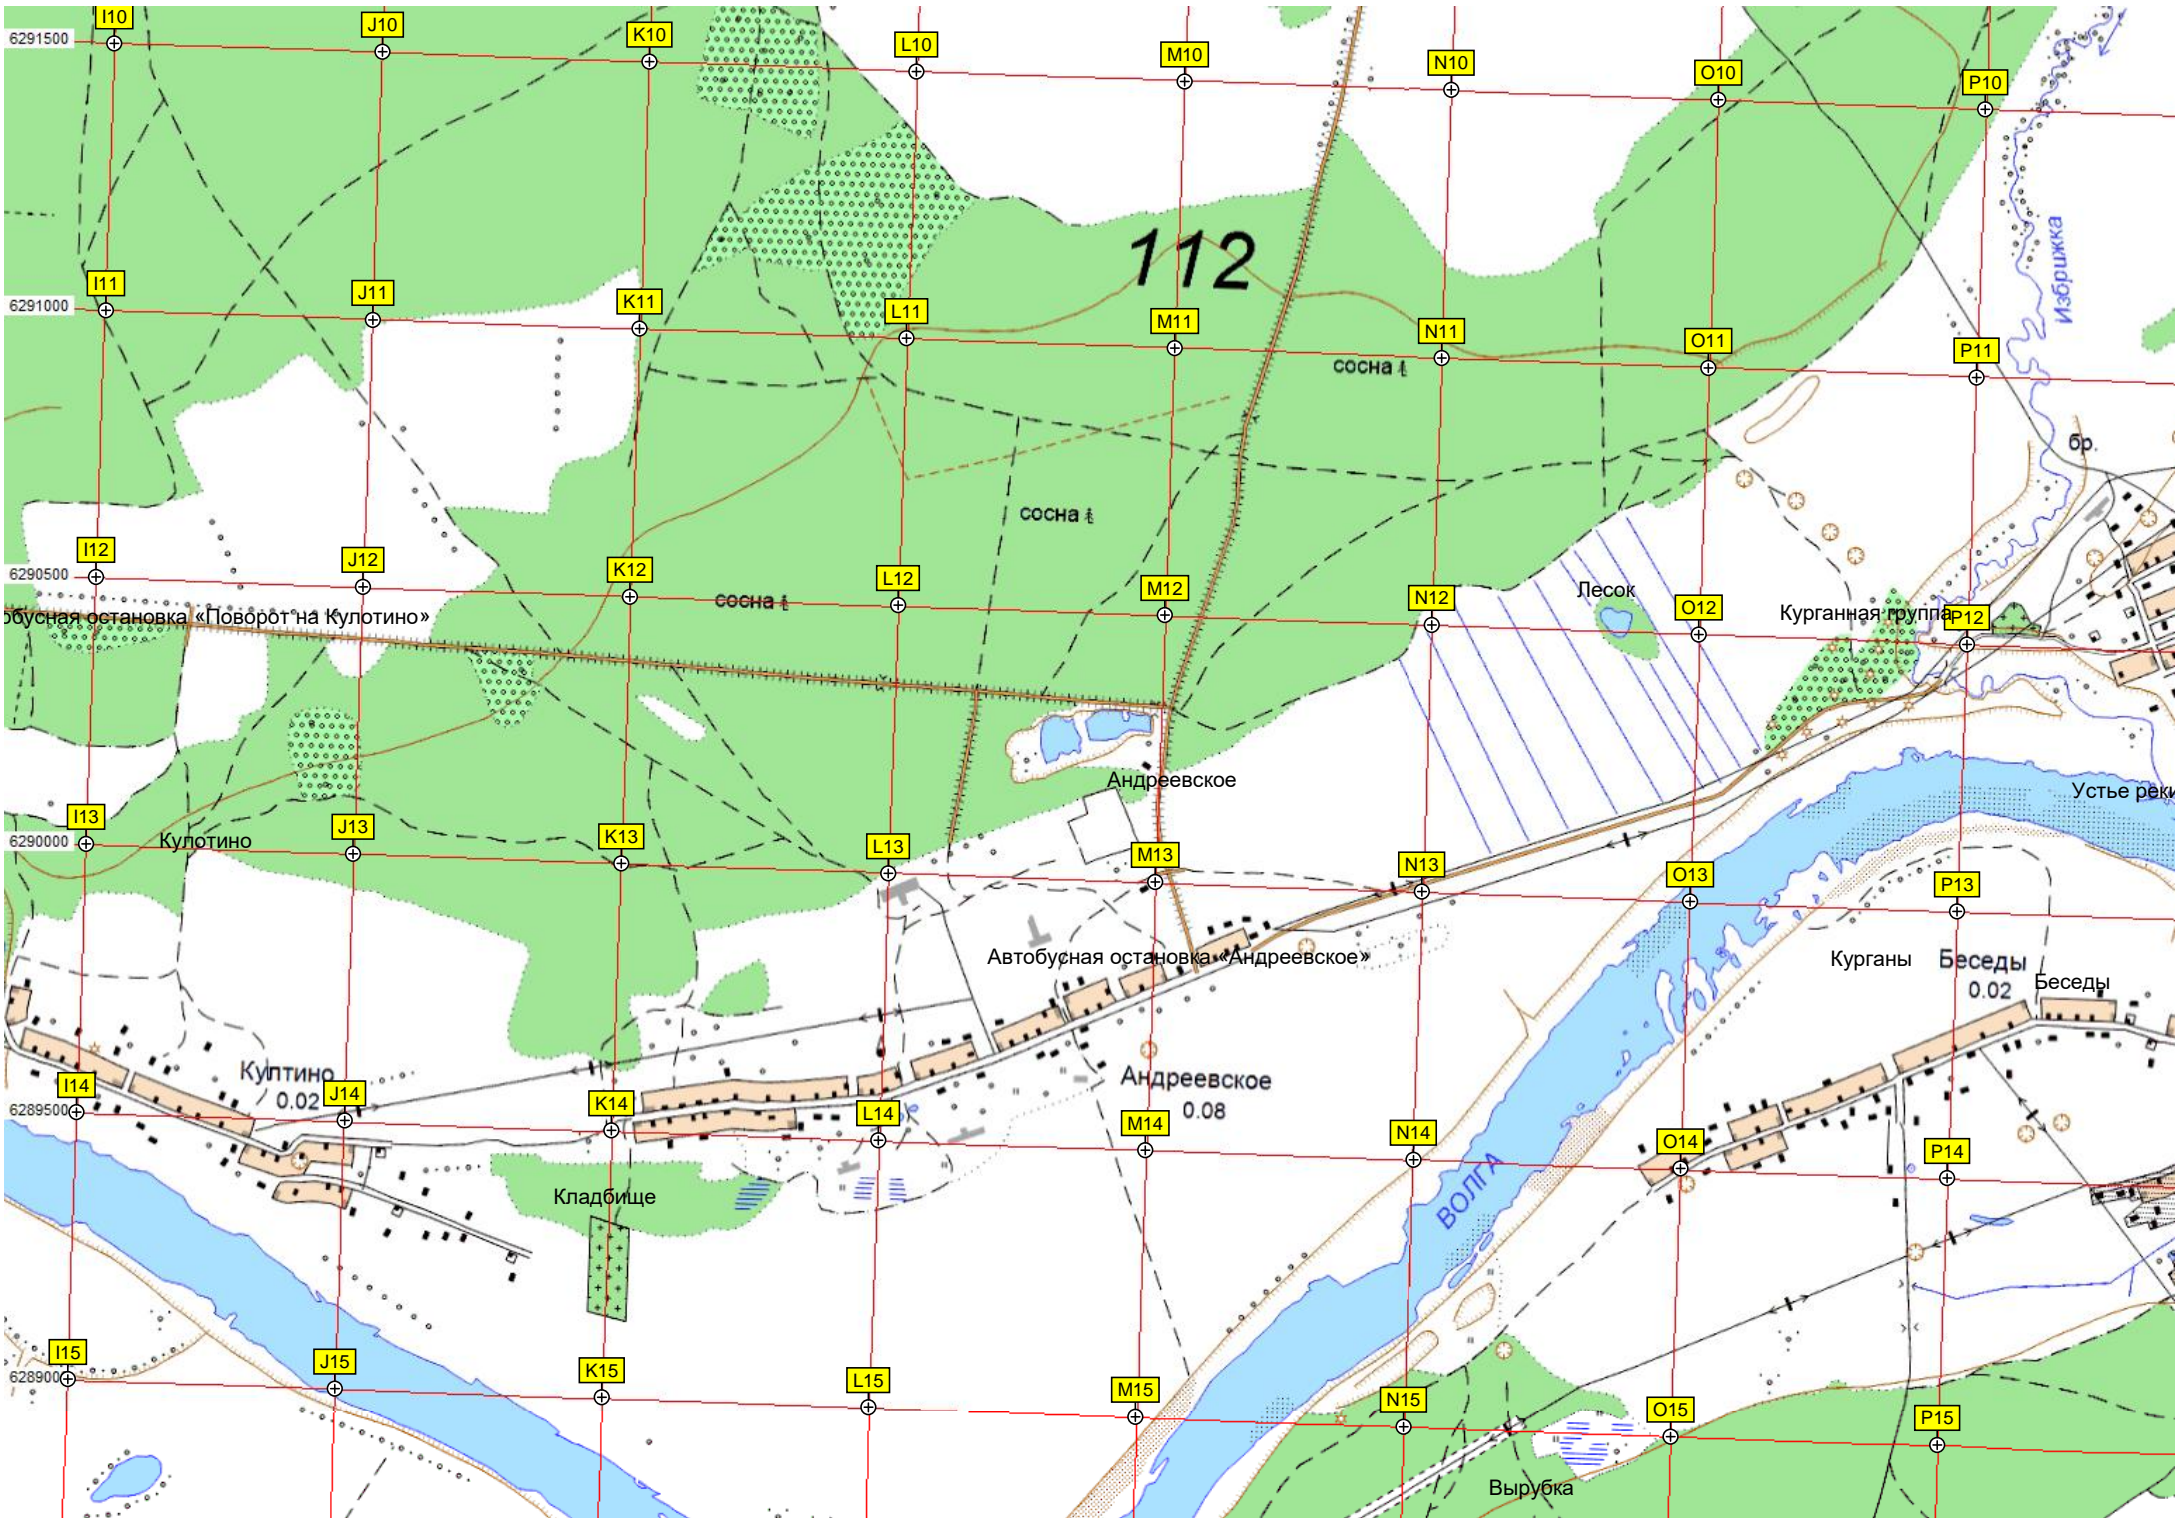 I10
J10
K10
L10
M10
N10
O10
P10
6291500
112
Избрижка
I11
J11
K11
L11
M11
N11
O11
P11
6291000
сосна
бр.
сосна
I12
J12
K12
L12
M12
N12
O12
P12
6290500
сосна
Лесок
Курганная группа
обусная остановка «Поворот на Кулотино»
Андреевское
Устье реки
I13
J13
K13
L13
M13
N13
O13
P13
6290000
Кулотино
Автобусная остановка «Андреевское»
Курганы
Беседы
0.02
Беседы
Куптино
0.02
Андреевское
0.08
I14
J14
K14
L14
M14
N14
O14
P14
6289500
Кладбище
ВОЛГА
I15
J15
K15
L15
M15
N15
O15
P15
628900
Вырубка